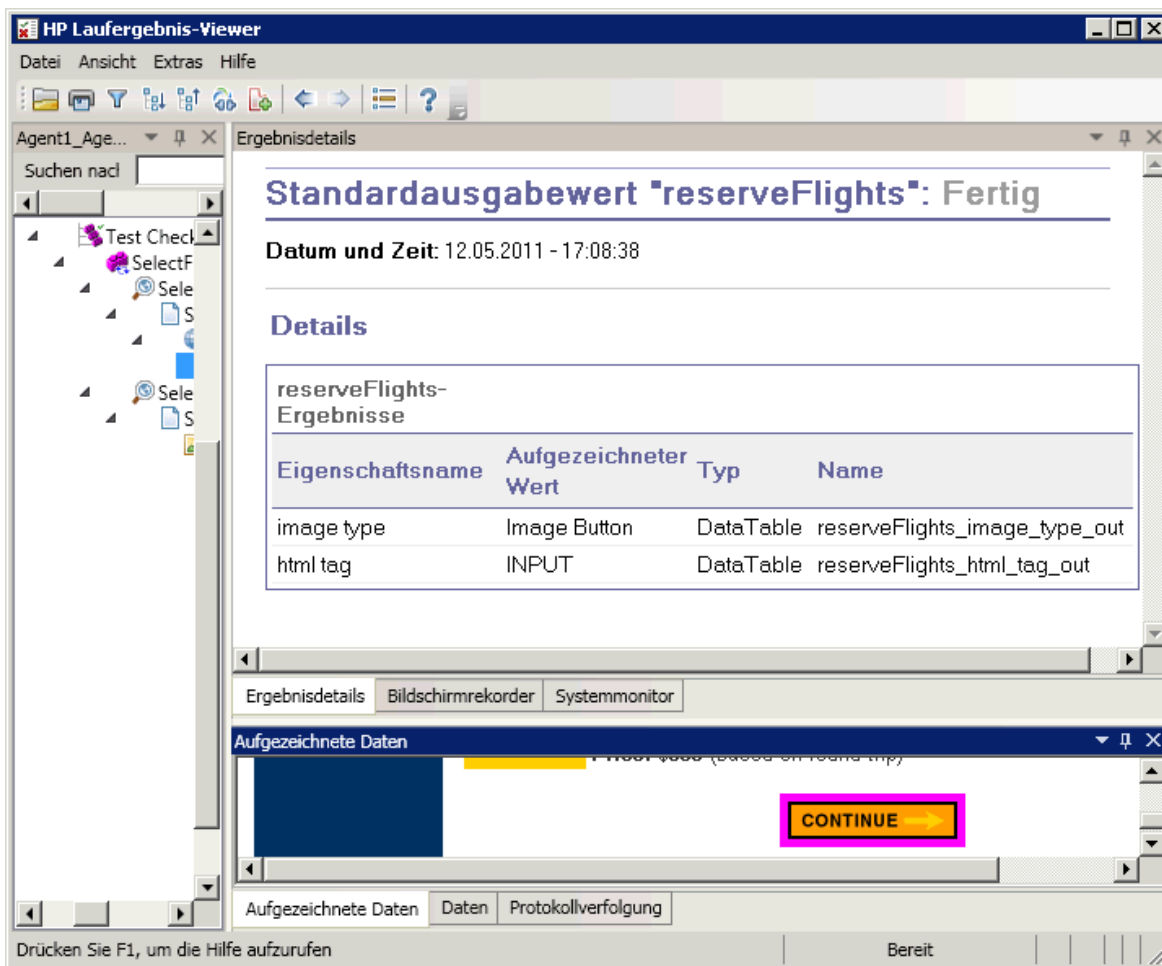 HP Laufergebnis-Viewer
Datei Ansicht Extras Hilfe
Agent1_Age...
Suchen nacl
Test Check
SelectF
Sele
S
Sele
S
Ergebnisdetails
Standardausgabewert "reserveFlights": Fertig
Datum und Zeit: 12.05.2011 - 17:08:38
Details
reserveFlights-
Ergebnisse
Eigenschaftsname Aufgezeichneter Wert Typ Name
image type Image Button DataTable reserveFlights_image_type_out
html tag INPUT DataTable reserveFlights_html_tag_out
Ergebnisdetails Bildschirmrekorder Systemmonitor
Aufgezeichnete Daten
CONTINUE
Aufgezeichnete Daten Daten Protokollverfolgung
Drücken Sie F1, um die Hilfe aufzurufen Bereit